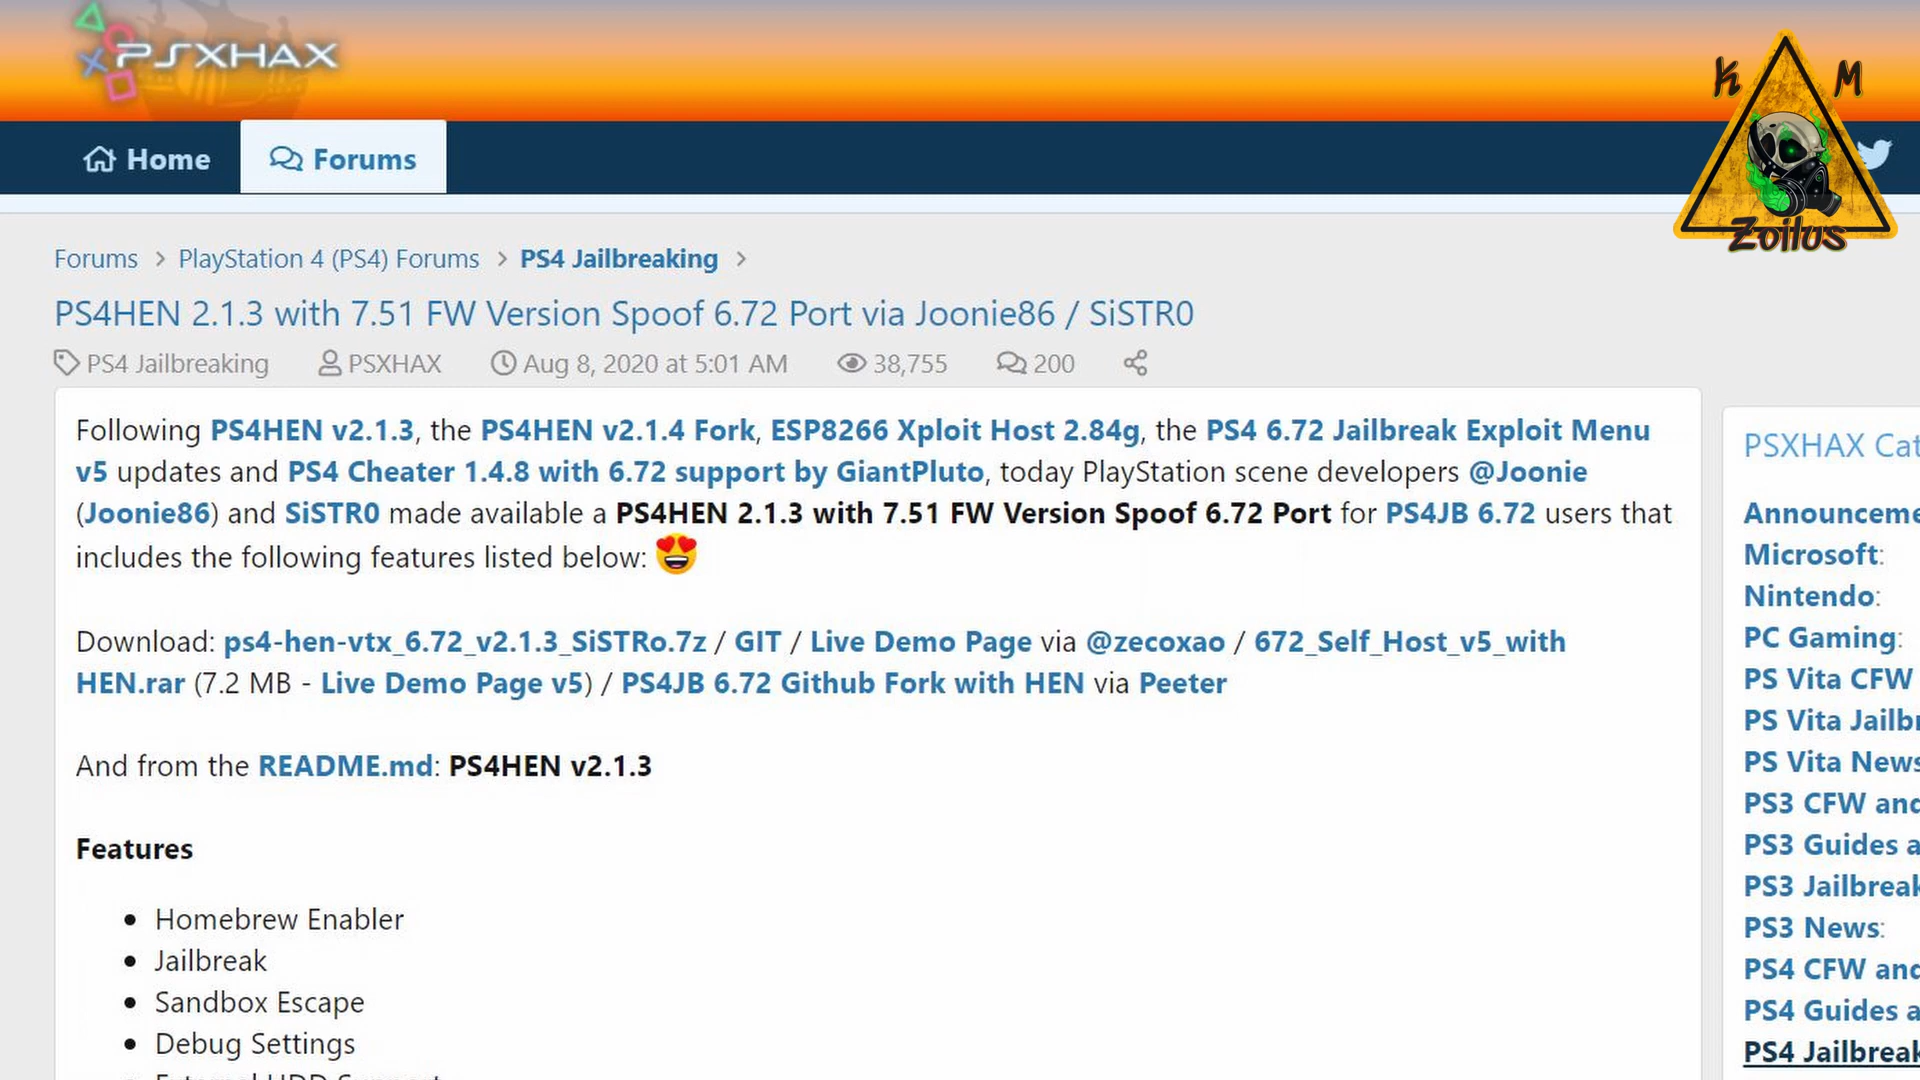 PSXHAX
K M
Zoilus
Home
Forums
Forums > PlayStation 4 (PS4) Forums > PS4 Jailbreaking >
PS4HEN 2.1.3 with 7.51 FW Version Spoof 6.72 Port via Joonie86 / SiSTR0
PS4 Jailbreaking PSXHAX Aug 8, 2020 at 5:01 AM 38,755 200
Following PS4HEN v2.1.3, the PS4HEN v2.1.4 Fork, ESP8266 Xploit Host 2.84g, the PS4 6.72 Jailbreak Exploit Menu
v5 updates and PS4 Cheater 1.4.8 with 6.72 support by GiantPluto, today PlayStation scene developers @Joonie
(Joonie86) and SiSTR0 made available a PS4HEN 2.1.3 with 7.51 FW Version Spoof 6.72 Port for PS4JB 6.72 users that
includes the following features listed below:
Download: ps4-hen-vtx_6.72_v2.1.3_SiSTRo.7z / GIT / Live Demo Page via @zecoxao / 672_Self_Host_v5_with
HEN.rar (7.2 MB - Live Demo Page v5) / PS4JB 6.72 Github Fork with HEN via Peeter
And from the README.md: PS4HEN v2.1.3
Features
• Homebrew Enabler
• Jailbreak
• Sandbox Escape
• Debug Settings
External HDD Support
PSXHAX Cat
Announceme
Microsoft:
Nintendo:
PC Gaming:
PS Vita CFW
PS Vita Jailbr
PS Vita News
PS3 CFW and
PS3 Guides a
PS3 Jailbreak
PS3 News:
PS4 CFW and
PS4 Guides a
PS4 Jailbreak